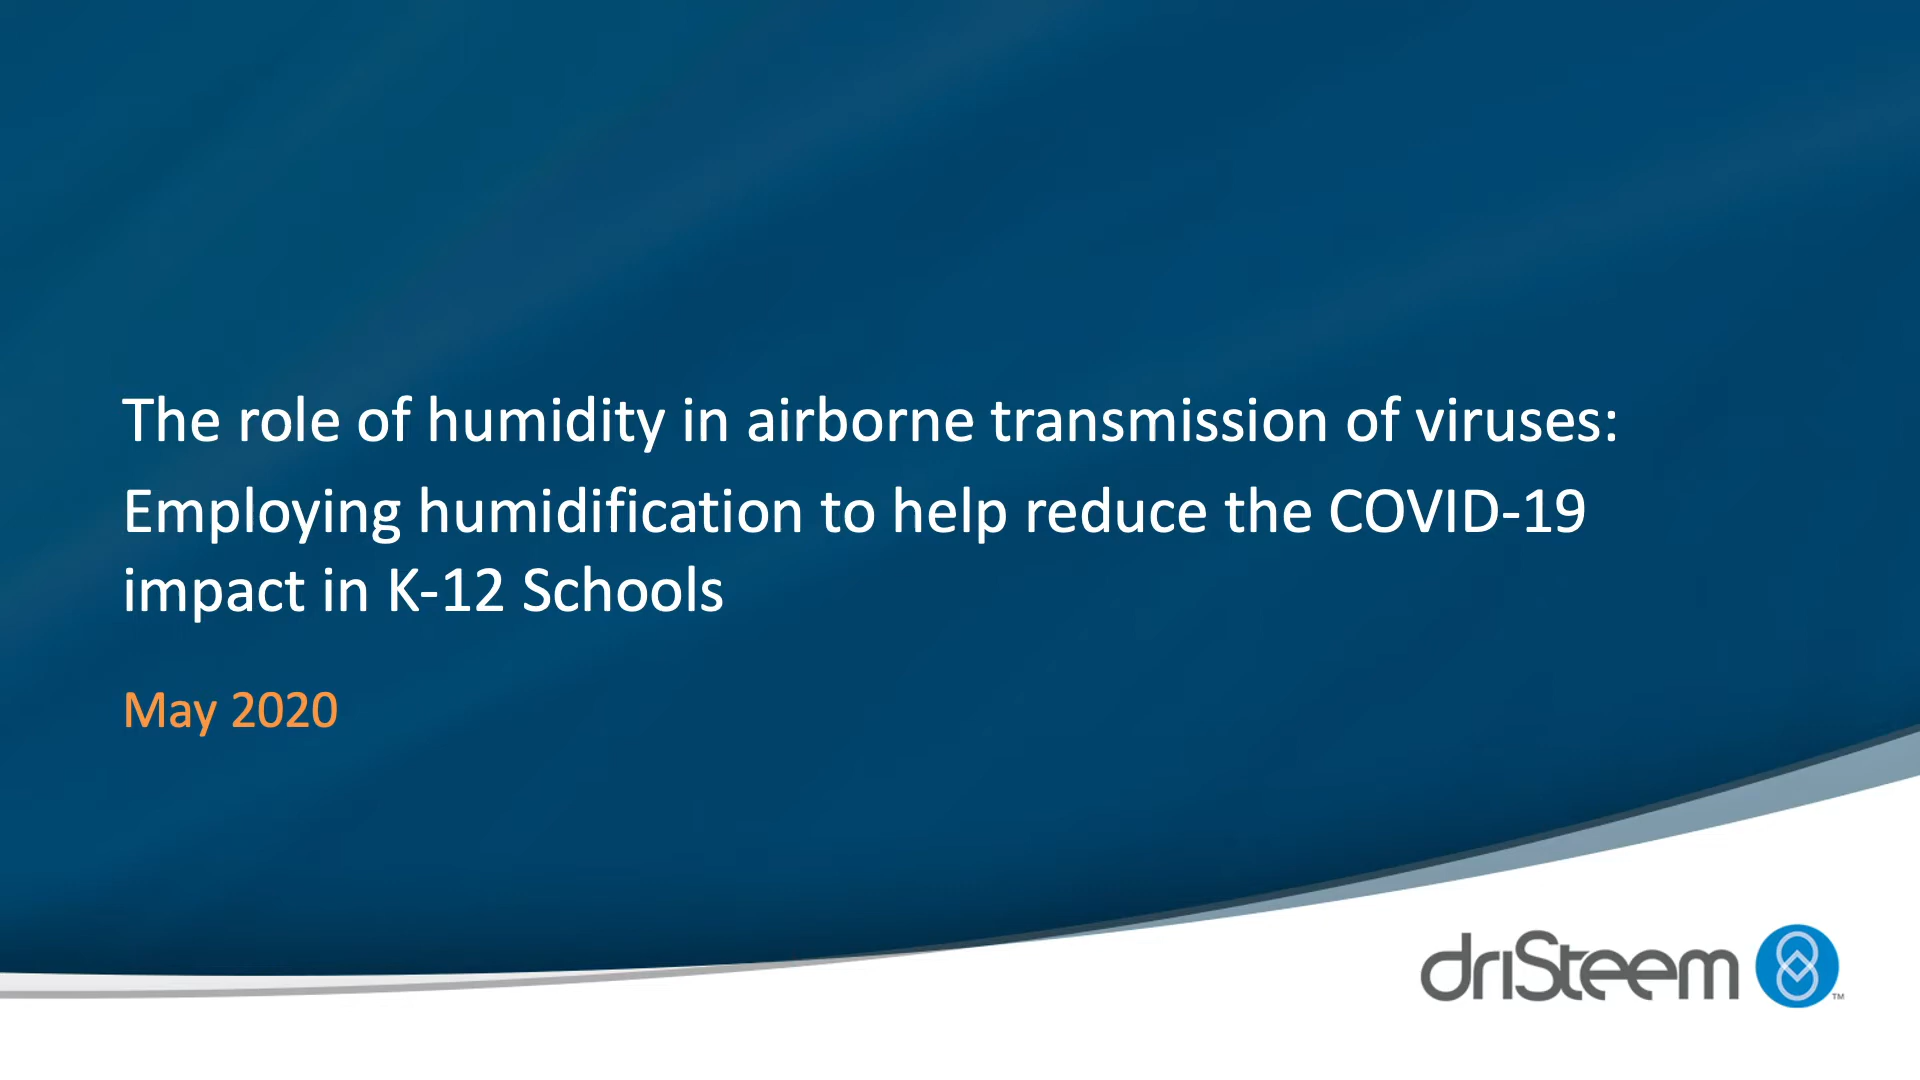 The role of humidity in airborne transmission of viruses:
Employing humidification to help reduce the COVID-19
impact in K-12 Schools
May 2020
driSteem
TM